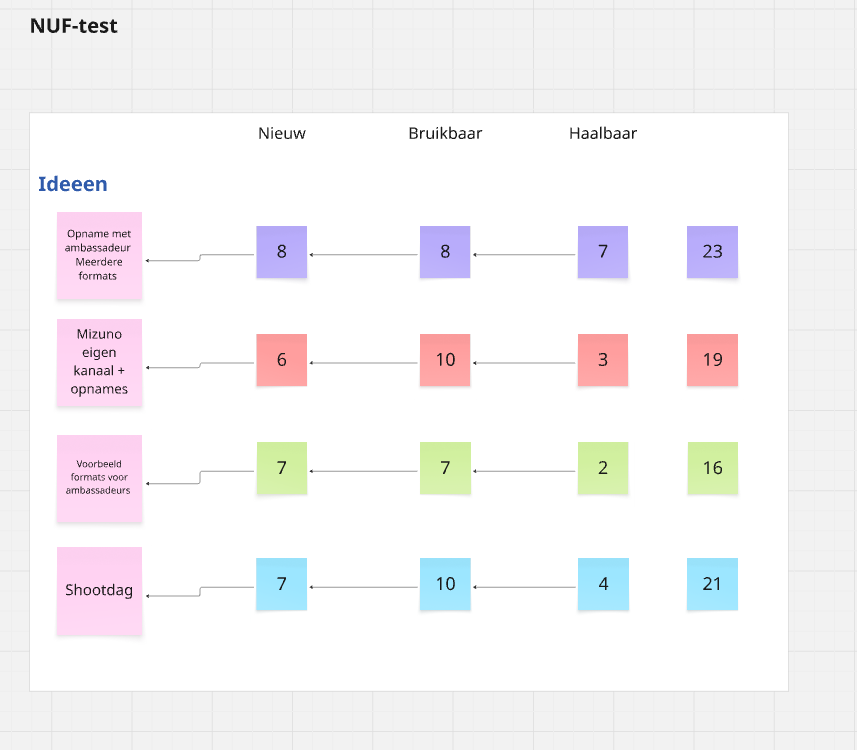 NUF-test
Nieuw Bruikbaar Haalbaar
Ideeen
Opname met
ambassadeur
Meerdere
formats
8 8 7 23
Mizuno
eigen
kanaal +
opnames
6 10 3 19
Voorbeeld
formats voor
ambassadeurs
7 7 2 16
Shootdag
7 10 4 21